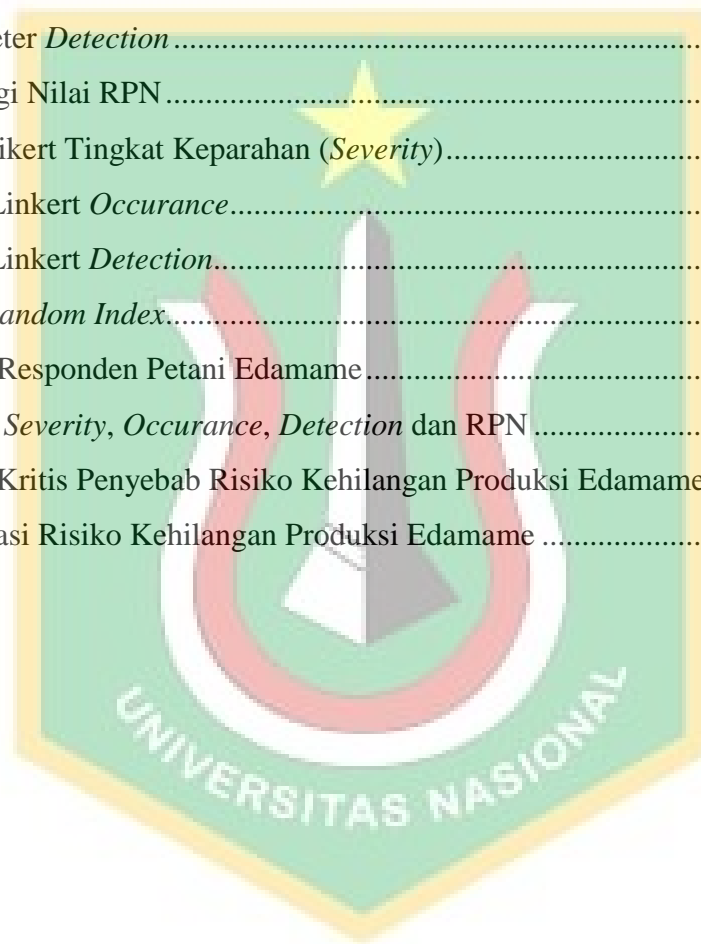 eter Detection ........................................................................
gi Nilai RPN ........................................................................
ikert Tingkat Keparahan (Severity) ........................................
Linkert Occurance ................................................................
Linkert Detection ..................................................................
andom Index ........................................................................
Responden Petani Edamame ................................................
Severity, Occurance, Detection dan RPN ..........................
Kritis Penyebab Risiko Kehilangan Produksi Edamame
asi Risiko Kehilangan Produksi Edamame ......................
UNIVERSITAS NASIONAL